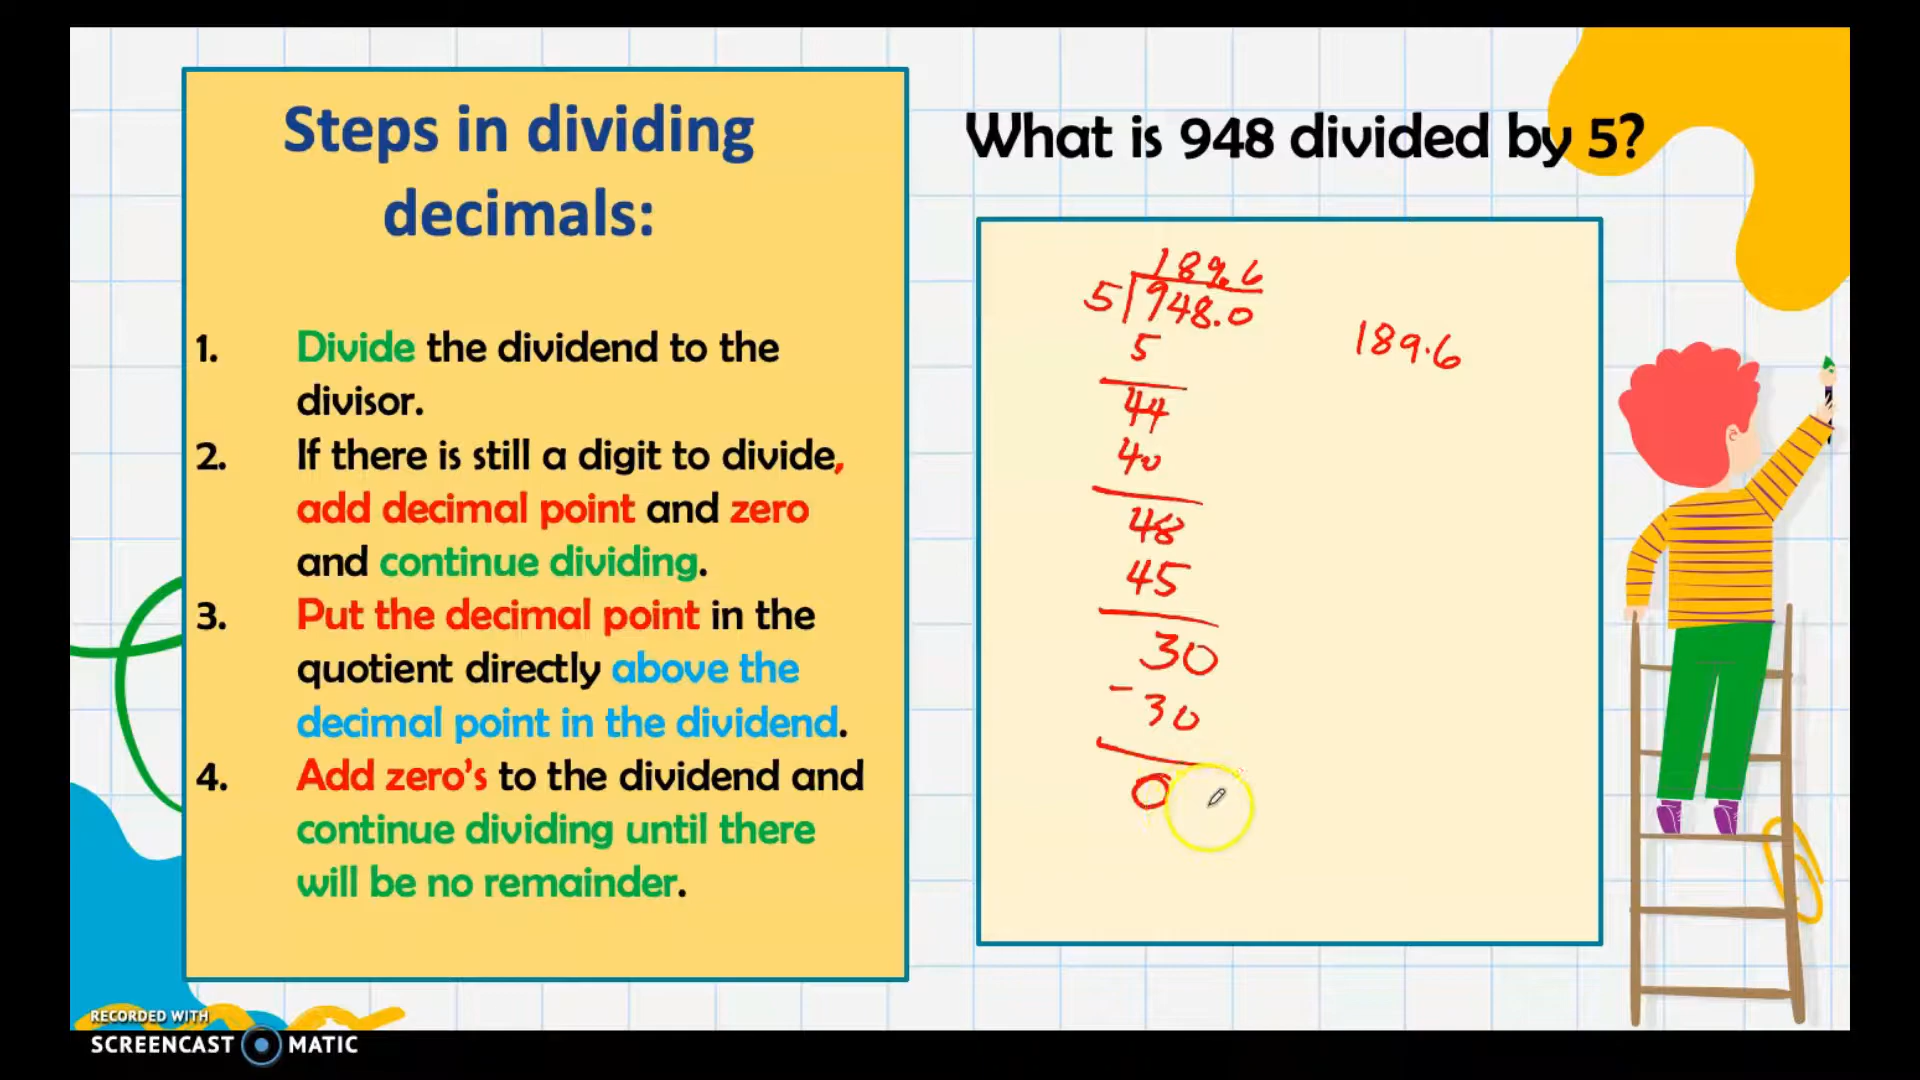 Steps in dividing
decimals:
1. Divide the dividend to the
divisor.
2. If there is still a digit to divide,
add decimal point and zero
and continue dividing.
3. Put the decimal point in the
quotient directly above the
decimal point in the dividend.
4. Add zero's to the dividend and
continue dividing until there
will be no remainder.
What is 948 divided by 5?
189.6
5 948.0
5
44
40
48
45
30
- 30
0
189.6
RECORDED WITH
SCREENCAST MATIC